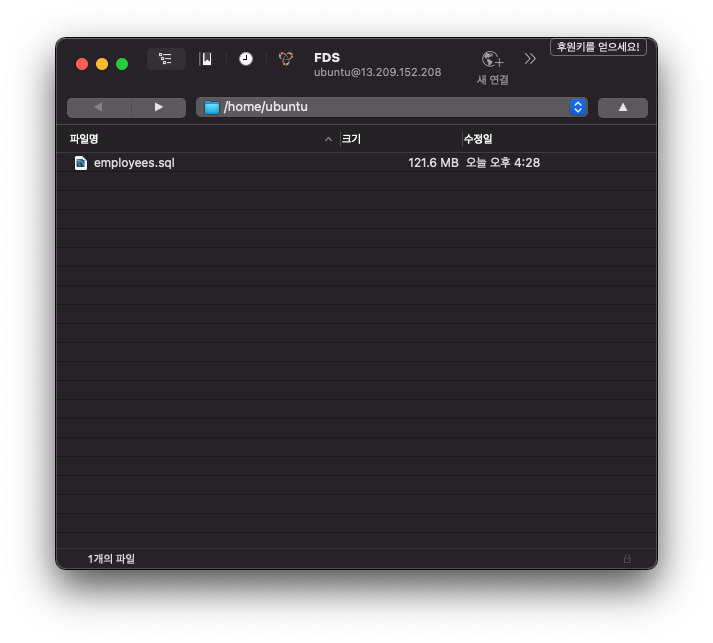 후원키를 얻으세요!
FDS
ubuntu@13.209.152.208
새 연결
/home/ubuntu
파일명 크기 수정일
employees.sql 121.6 MB 오늘 오후 4:28
1개의 파일